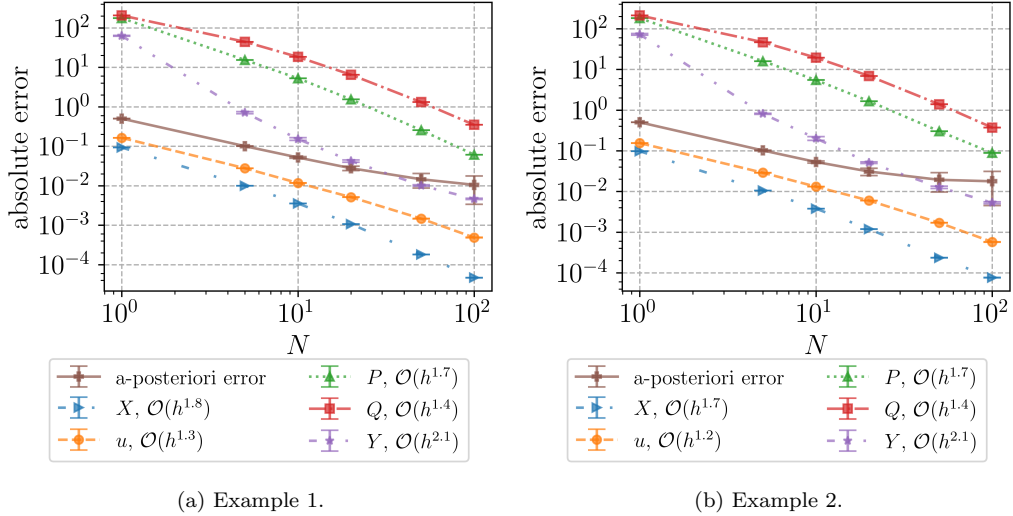 absolute error
10^2
10^1
10^0
10^{-1}
10^{-2}
10^{-3}
10^{-4}
10^0
10^1
10^2
N
a-posteriori error
X, O(h^{1.8})
u, O(h^{1.3})
P, O(h^{1.7})
Q, O(h^{1.4})
Y, O(h^{2.1})
(a) Example 1.
absolute error
10^2
10^1
10^0
10^{-1}
10^{-2}
10^{-3}
10^{-4}
10^0
10^1
10^2
N
a-posteriori error
X, O(h^{1.7})
u, O(h^{1.2})
P, O(h^{1.7})
Q, O(h^{1.4})
Y, O(h^{2.1})
(b) Example 2.